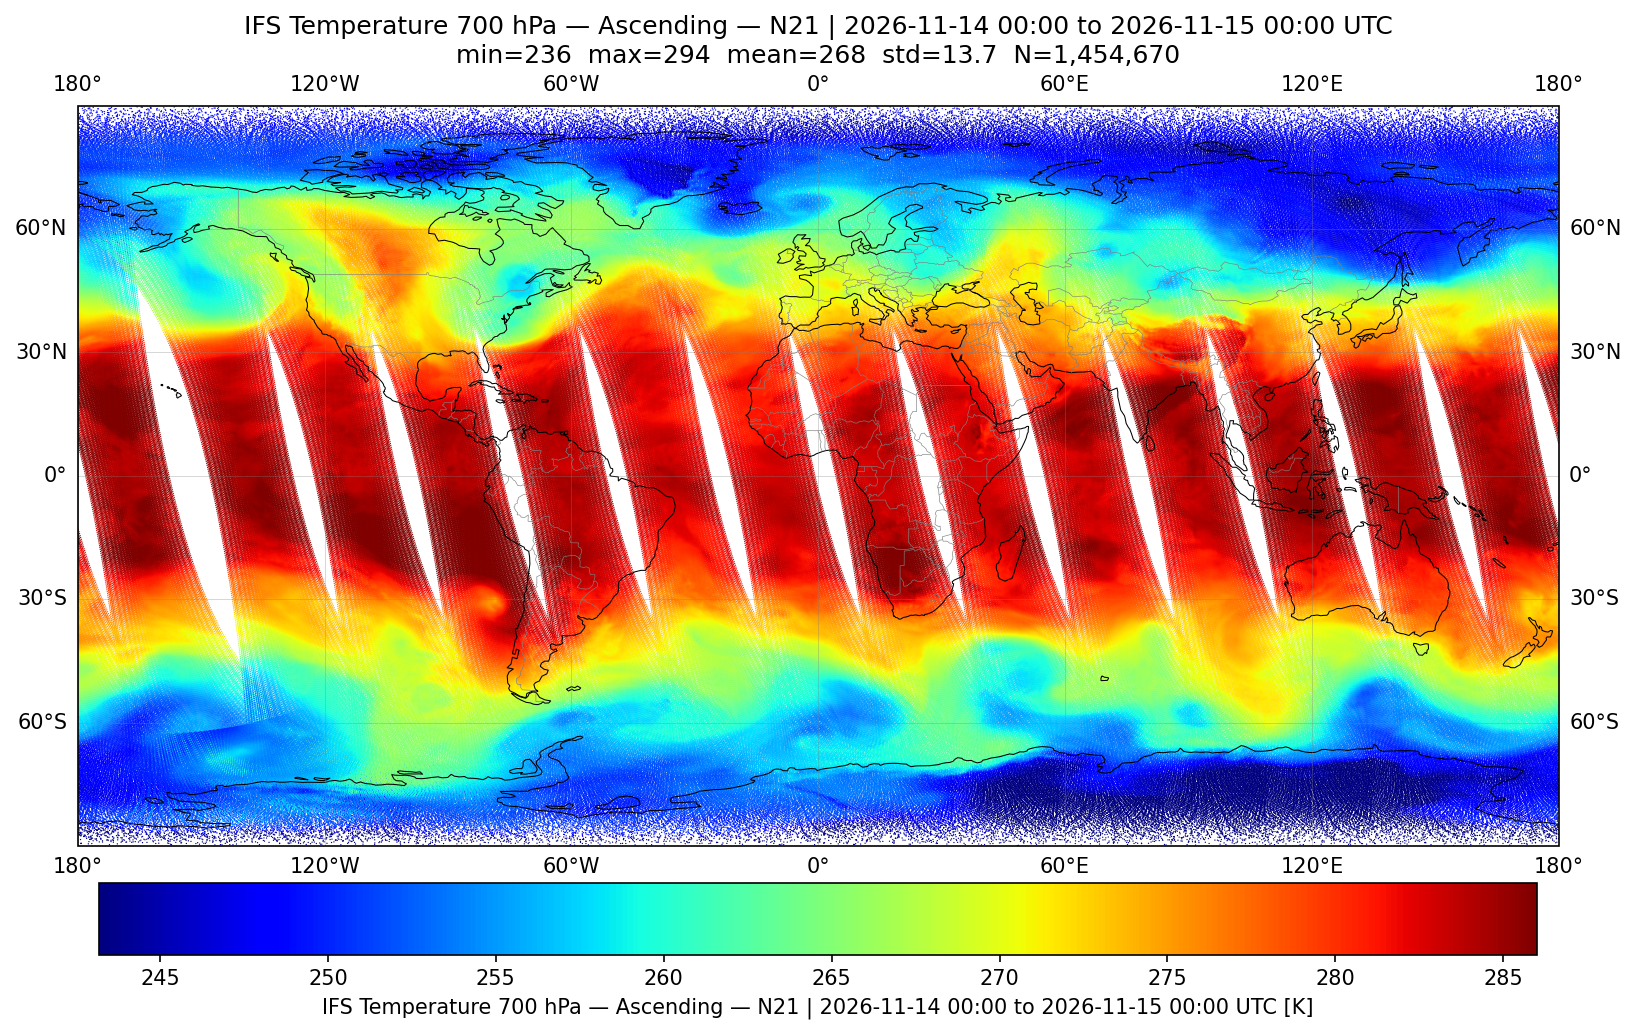 IFS Temperature 700 hPa — Ascending — N21 | 2026-11-14 00:00 to 2026-11-15 00:00 UTC
min=236 max=294 mean=268 std=13.7 N=1,454,670
180° 120°W 60°W 0° 60°E 120°E 180°
60°N 60°N
30°N 30°N
0° 0°
30°S 30°S
60°S 60°S
180° 120°W 60°W 0° 60°E 120°E 180°
245 250 255 260 265 270 275 280 285
IFS Temperature 700 hPa — Ascending — N21 | 2026-11-14 00:00 to 2026-11-15 00:00 UTC [K]